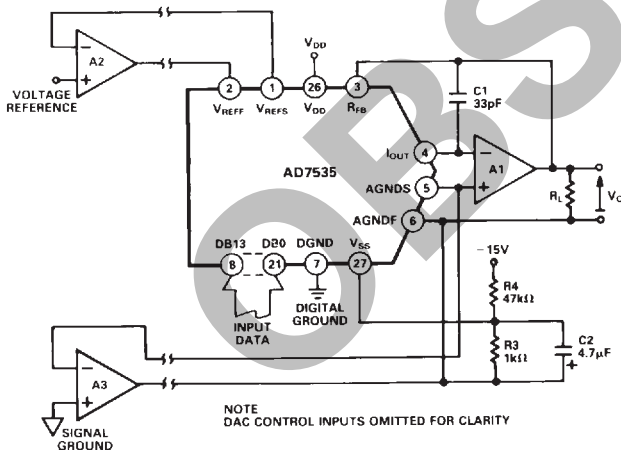 A2
VOLTAGE
REFERENCE
−
+
VDD
2
1
26
3
VREFF
VREFS
VDD
RFB
C1
33pF
AD7535
IOUT
4
−
A1
AGNDS
5
+
AGNDF
6
RL
VO
DB13
DB0
DGND
VSS
8
21
7
27
INPUT
DATA
DIGITAL
GROUND
−15V
R4
47kΩ
R3
1kΩ
C2
4.7μF
+
−
A3
+
SIGNAL
GROUND
NOTE
DAC CONTROL INPUTS OMITTED FOR CLARITY
OBS